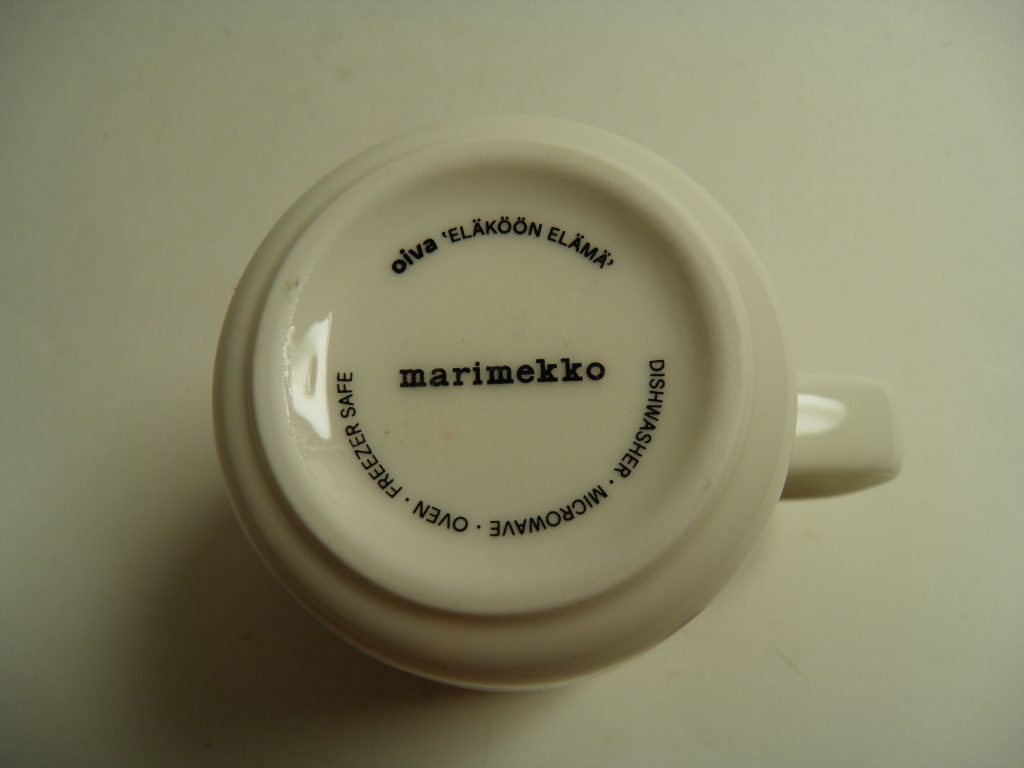 oiva ‘ELÄKÖÖN ELÄMÄ’
marimekko
DISHWASHER · MICROWAVE · OVEN · FREEZER SAFE